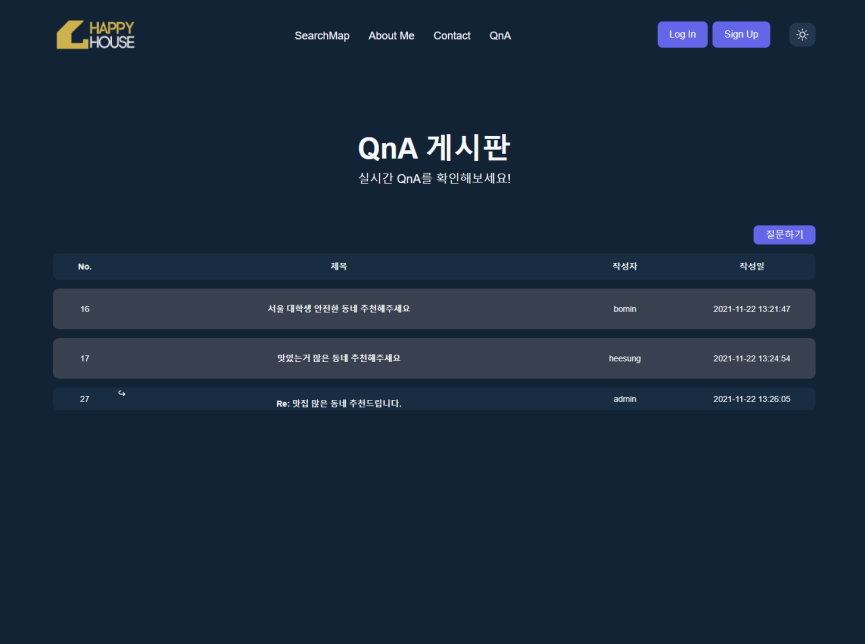 HAPPY
HOUSE
SearchMap About Me Contact QnA
Log In Sign Up
QnA 게시판
실시간 QnA를 확인해보세요!
질문하기
No. 제목 작성자 작성일
16 서울 대학생 안전한 동네 추천해주세요 bomin 2021-11-22 13:21:47
17 맛있는거 많은 동네 추천해주세요 heesung 2021-11-22 13:24:54
27 Re: 맛집 많은 동네 추천드립니다. admin 2021-11-22 13:26:05